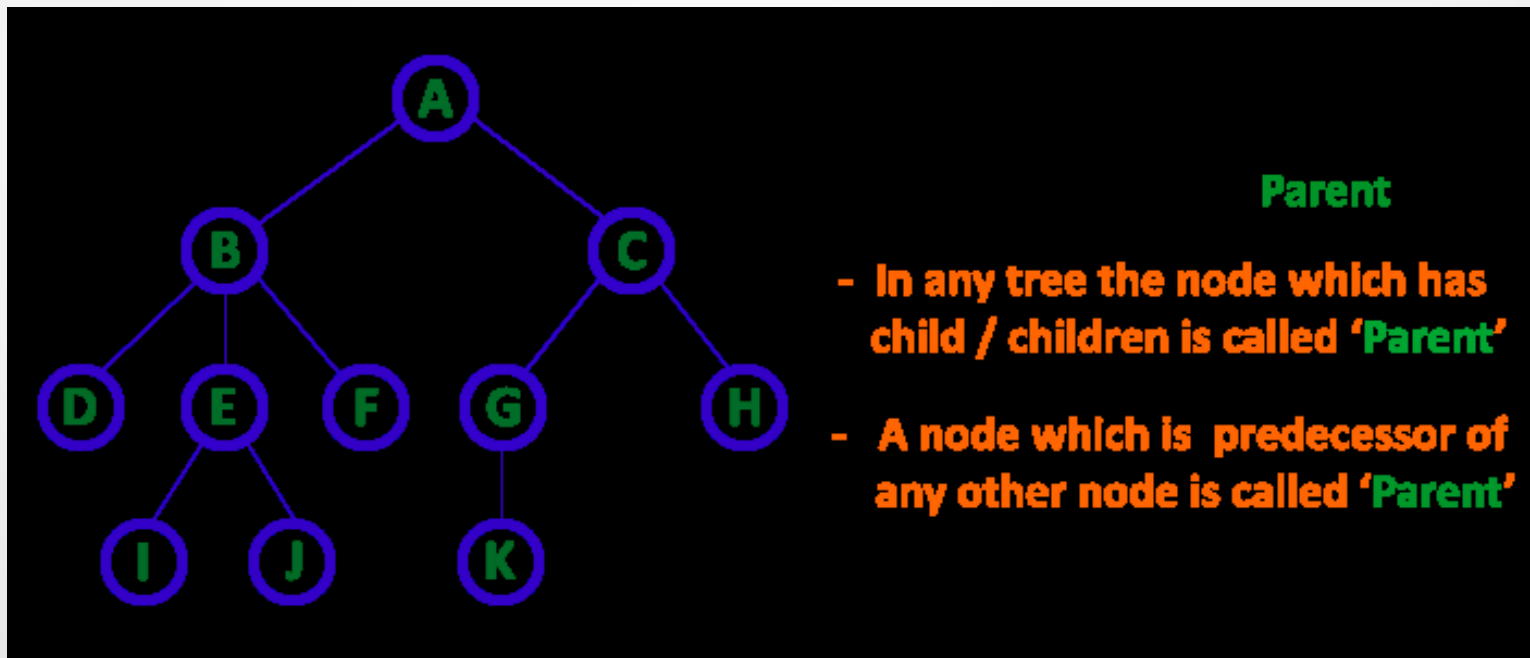 A
B
C
D
E
F
G
H
I
J
K
Parent
- In any tree the node which has
child / children is called ‘Parent’
- A node which is predecessor of
any other node is called ‘Parent’